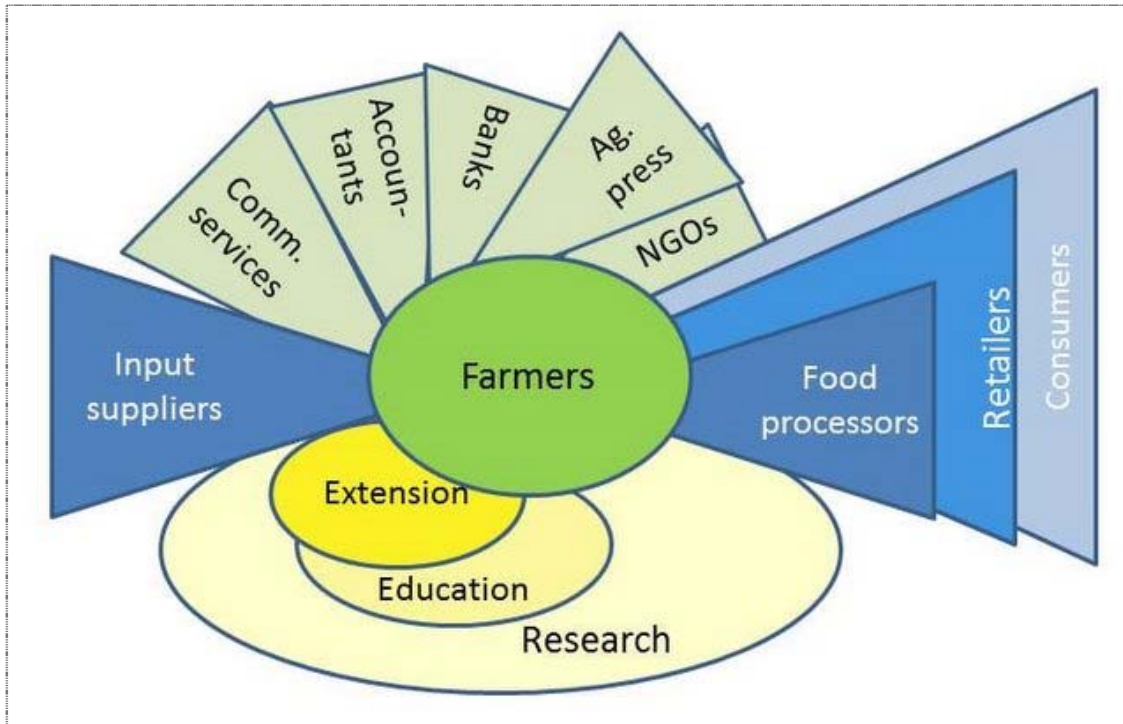 Comm.
services
Accoun-
tants
Banks
Ag.
press
NGOs
Input
suppliers
Farmers
Food
processors
Retailers
Consumers
Extension
Education
Research